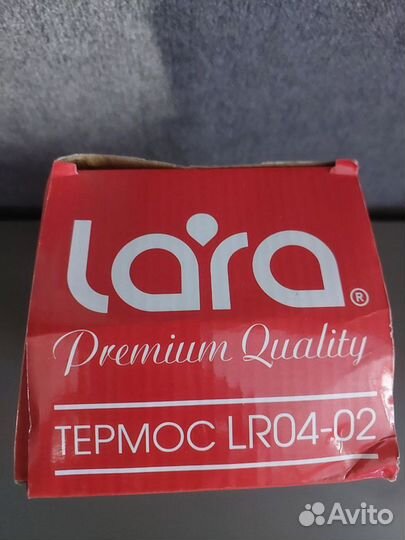 Lara®
Premium Quality
ТЕРМОС LR04-02
Avito